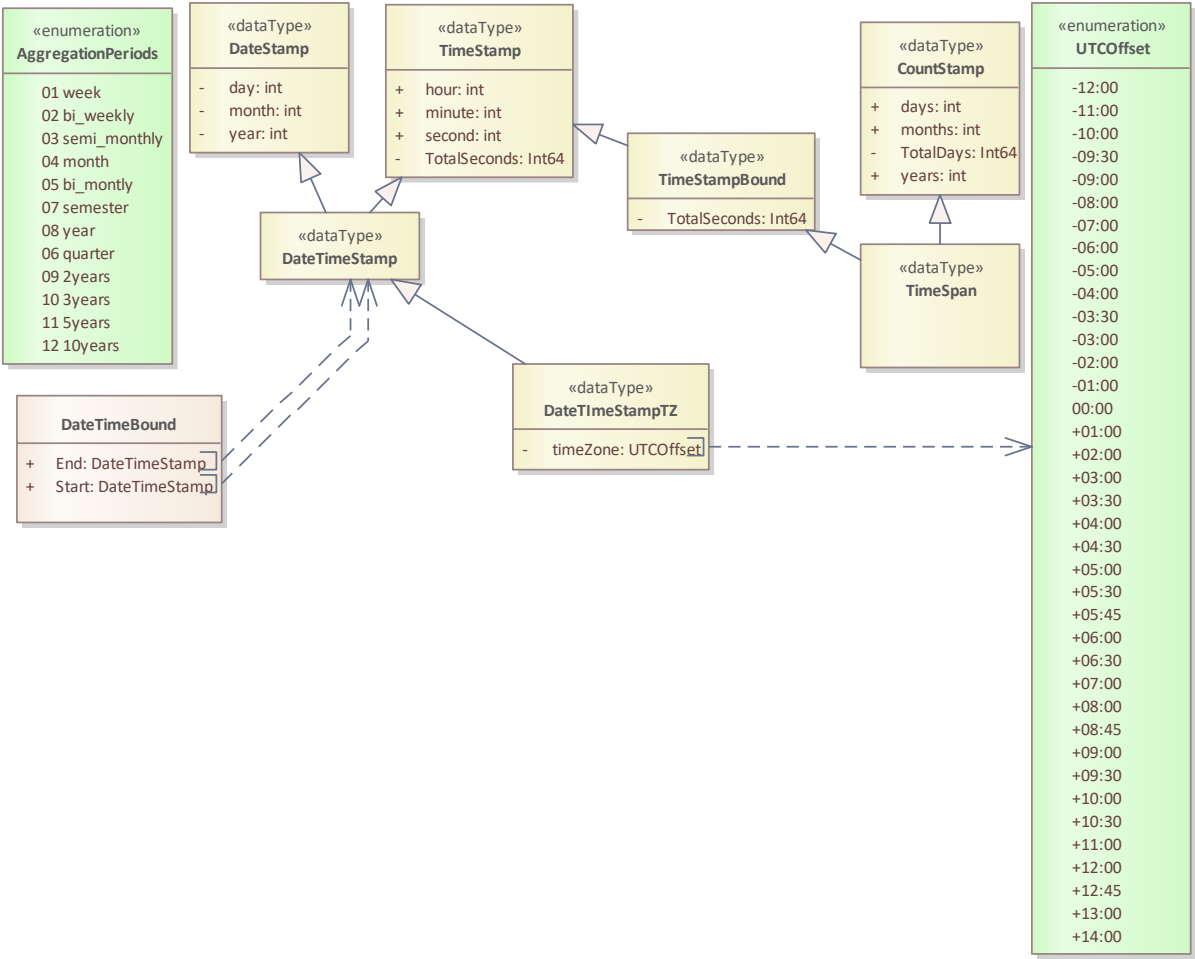 «enumeration»
AggregationPeriods
01 week
02 bi_weekly
03 semi_monthly
04 month
05 bi_montly
07 semester
08 year
06 quarter
09 2years
10 3years
11 5years
12 10years
«dataType»
DateStamp
- day: int
- month: int
- year: int
«dataType»
TimeStamp
+ hour: int
+ minute: int
+ second: int
- TotalSeconds: Int64
«dataType»
TimeStampBound
- TotalSeconds: Int64
«dataType»
CountStamp
+ days: int
+ months: int
- TotalDays: Int64
+ years: int
«dataType»
DateTimeStamp
«dataType»
TimeSpan
DateTimeBound
+ End: DateTimeStamp
+ Start: DateTimeStamp
«dataType»
DateTImeStampTZ
- timeZone: UTCOffset
«enumeration»
UTCOffset
-12:00
-11:00
-10:00
-09:30
-09:00
-08:00
-07:00
-06:00
-05:00
-04:00
-03:30
-03:00
-02:00
-01:00
00:00
+01:00
+02:00
+03:00
+03:30
+04:00
+04:30
+05:00
+05:30
+05:45
+06:00
+06:30
+07:00
+08:00
+08:45
+09:00
+09:30
+10:00
+10:30
+11:00
+12:00
+12:45
+13:00
+14:00